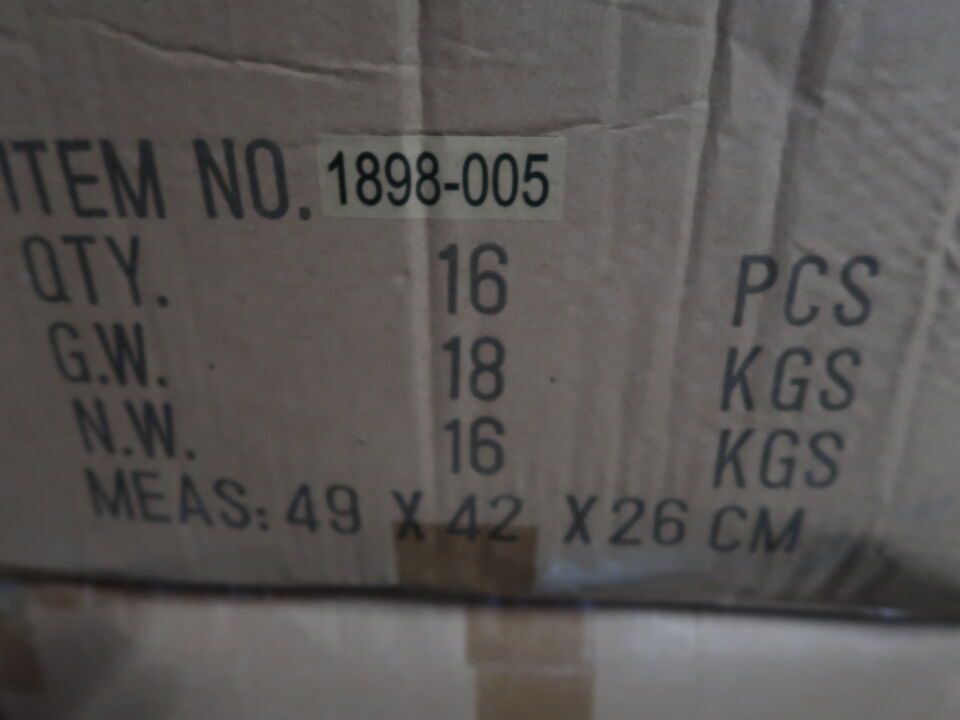 ITEM NO. 1898-005
QTY. 16 PCS
G.W. 18 KGS
N.W. 16 KGS
MEAS: 49 X 42 X 26 CM